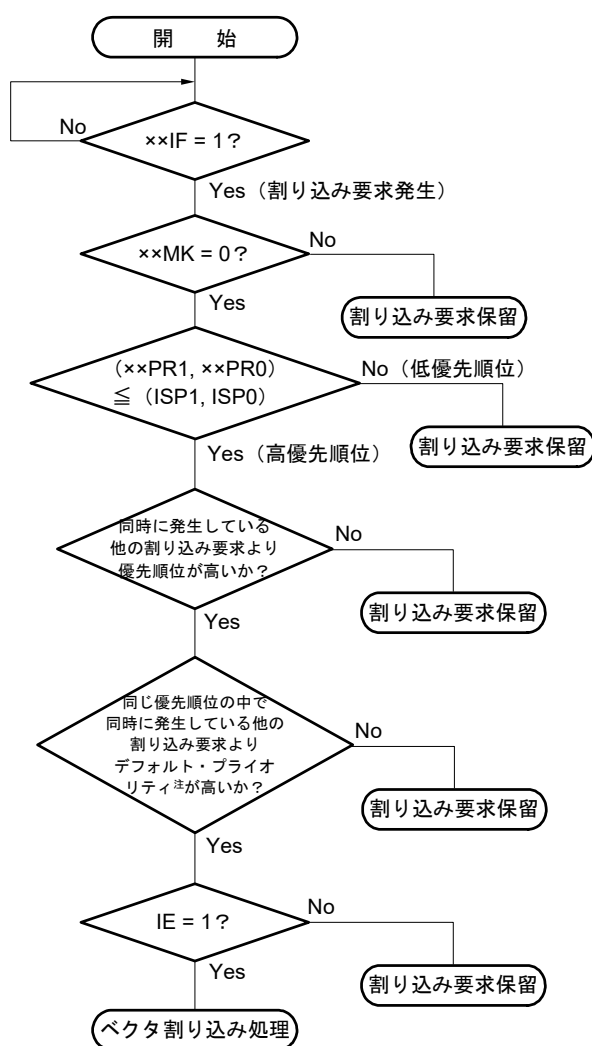 開　始
No
××IF = 1？
Yes（割り込み要求発生）
××MK = 0？
No
Yes
割り込み要求保留
（××PR1, ××PR0）
≦（ISP1, ISP0）
No（低優先順位）
割り込み要求保留
Yes（高優先順位）
同時に発生している
他の割り込み要求より
優先順位が高いか？
No
割り込み要求保留
Yes
同じ優先順位の中で
同時に発生している他の
割り込み要求より
デフォルト・プライオ
リティ注が高いか？
No
割り込み要求保留
Yes
IE = 1？
No
割り込み要求保留
Yes
ベクタ割り込み処理